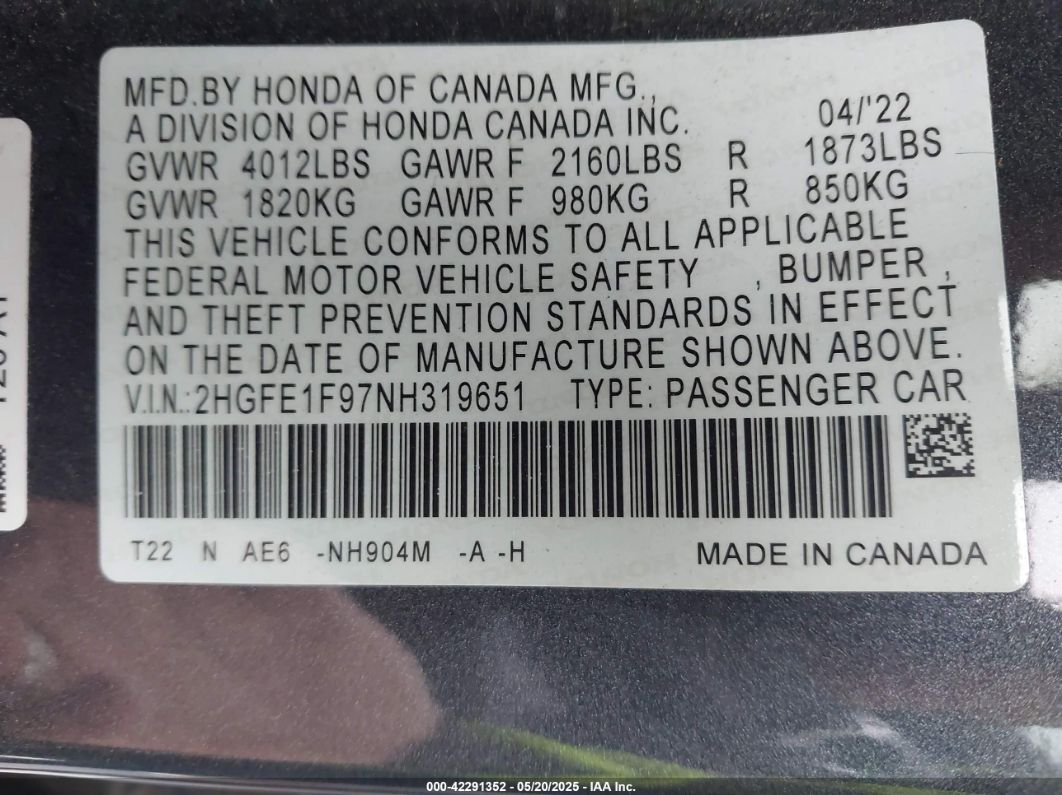 MFD.BY HONDA OF CANADA MFG.,
A DIVISION OF HONDA CANADA INC. 04/'22
GVWR 4012LBS GAWR F 2160LBS R 1873LBS
GVWR 1820KG GAWR F 980KG R 850KG
THIS VEHICLE CONFORMS TO ALL APPLICABLE
FEDERAL MOTOR VEHICLE SAFETY , BUMPER ,
AND THEFT PREVENTION STANDARDS IN EFFECT
ON THE DATE OF MANUFACTURE SHOWN ABOVE.
V.I.N.:2HGFE1F97NH319651 TYPE: PASSENGER CAR
T22 N AE6 -NH904M -A -H MADE IN CANADA
000-42291352 - 05/20/2025 - IAA Inc.